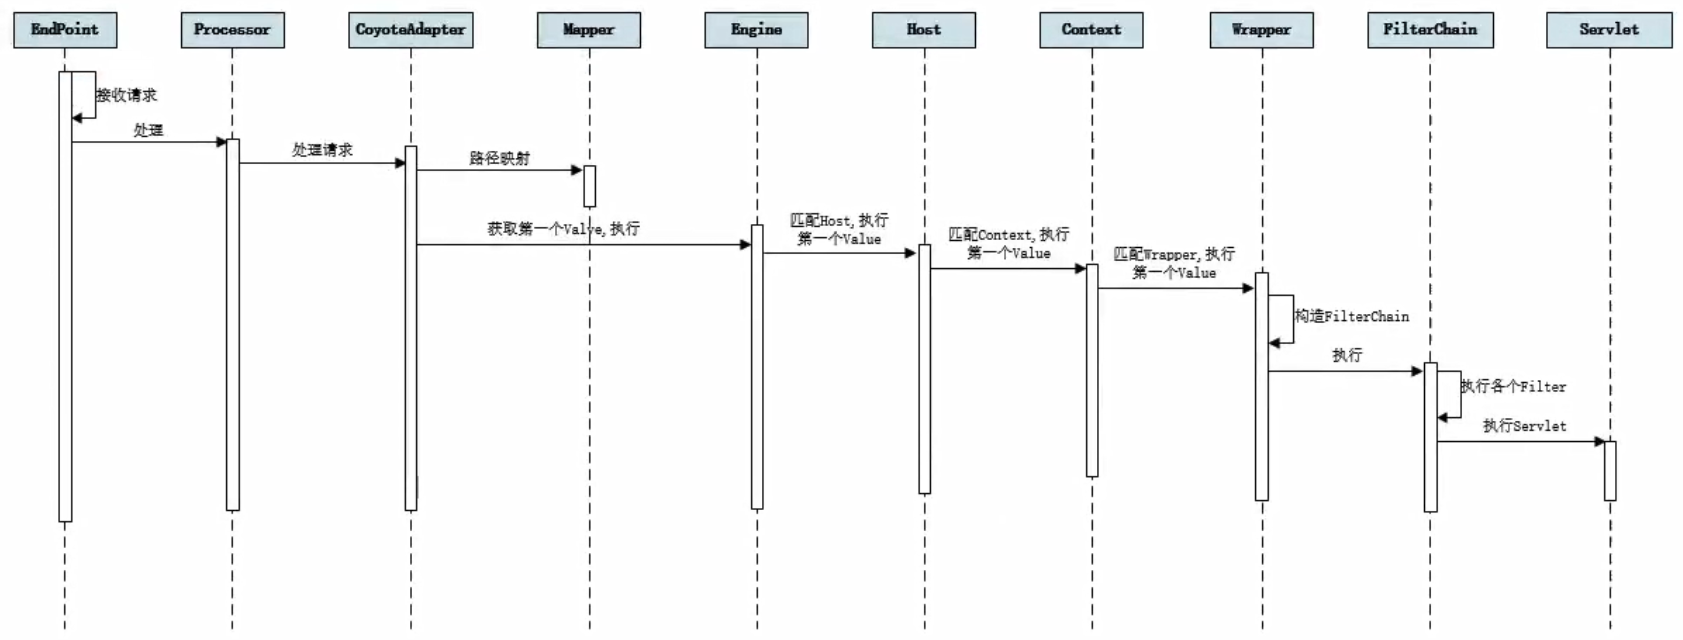 EndPoint
Processor
CoyoteAdapter
Mapper
Engine
Host
Context
Wrapper
FilterChain
Servlet
接收请求
处理
处理请求
路径映射
获取第一个Valve,执行
匹配Host,执行
第一个Value
匹配Context,执行
第一个Value
匹配Wrapper,执行
第一个Value
构造FilterChain
执行
执行各个Filter
执行Servlet